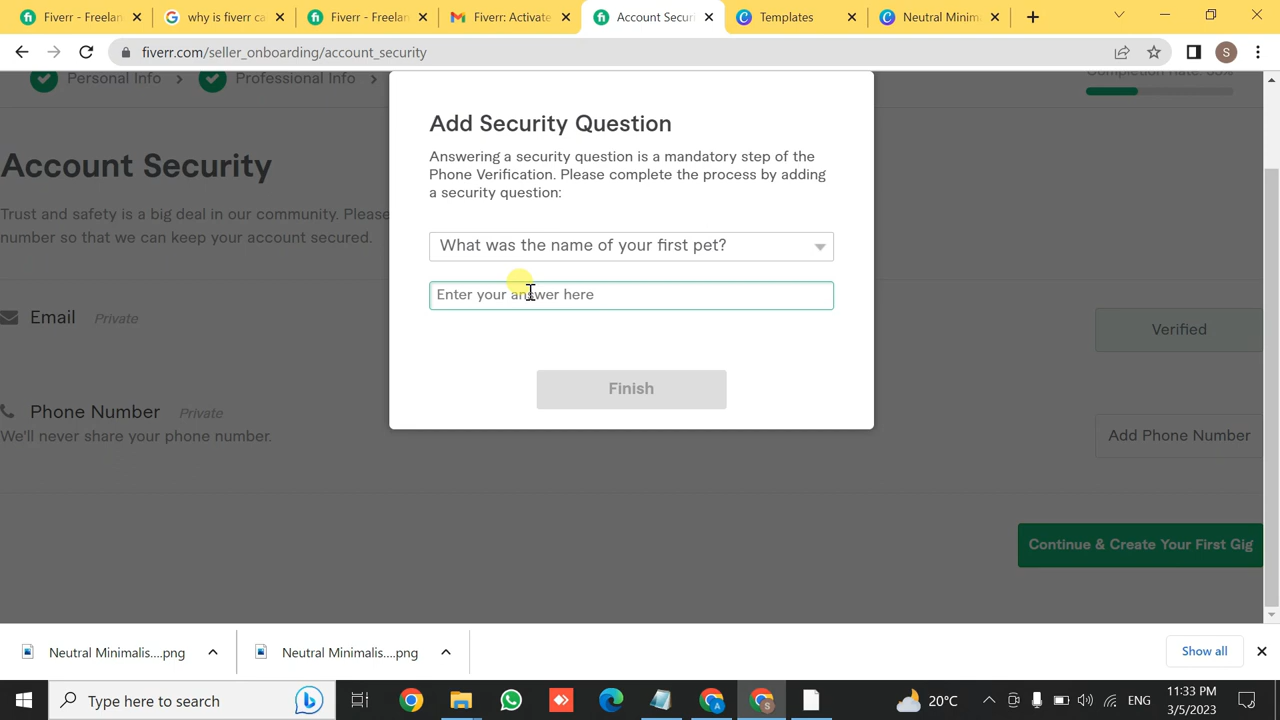 Fiverr - Freelan
why is fiverr ca
Fiverr - Freelan
Fiverr: Activate
Account Securi
Templates
Neutral Minim
fiverr.com/seller_onboarding/account_security
S
Personal Info
Professional Info
Add Security Question
Answering a security question is a mandatory step of the
Phone Verification. Please complete the process by adding
a security question:
What was the name of your first pet?
Enter your answer here
Finish
Account Security
Trust and safety is a big deal in our community. Please
number so that we can keep your account secured.
Email Private
Verified
Phone Number Private
We'll never share your phone number.
Add Phone Number
Continue & Create Your First Gig
Neutral Minimalis....png
Neutral Minimalis....png
Show all
Type here to search
20°C
ENG
11:33 PM
3/5/2023